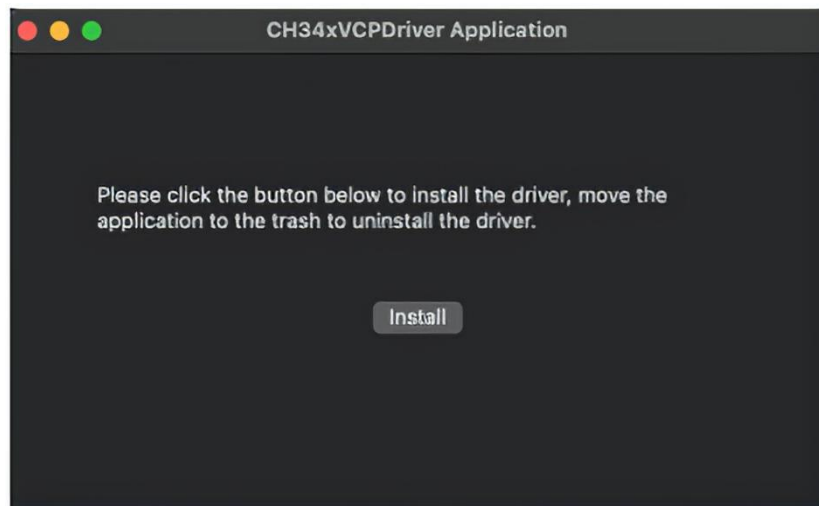 CH34xVCPDriver Application
Please click the button below to install the driver, move the
application to the trash to uninstall the driver.
Install